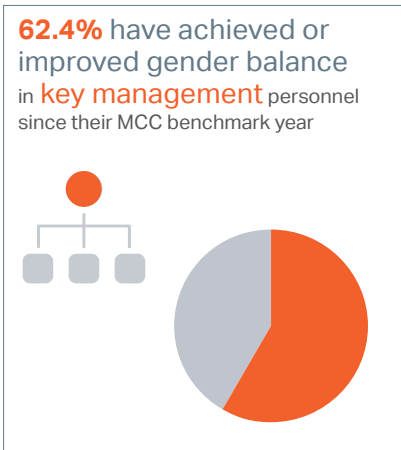 62.4% have achieved or
improved gender balance
in key management personnel
since their MCC benchmark year